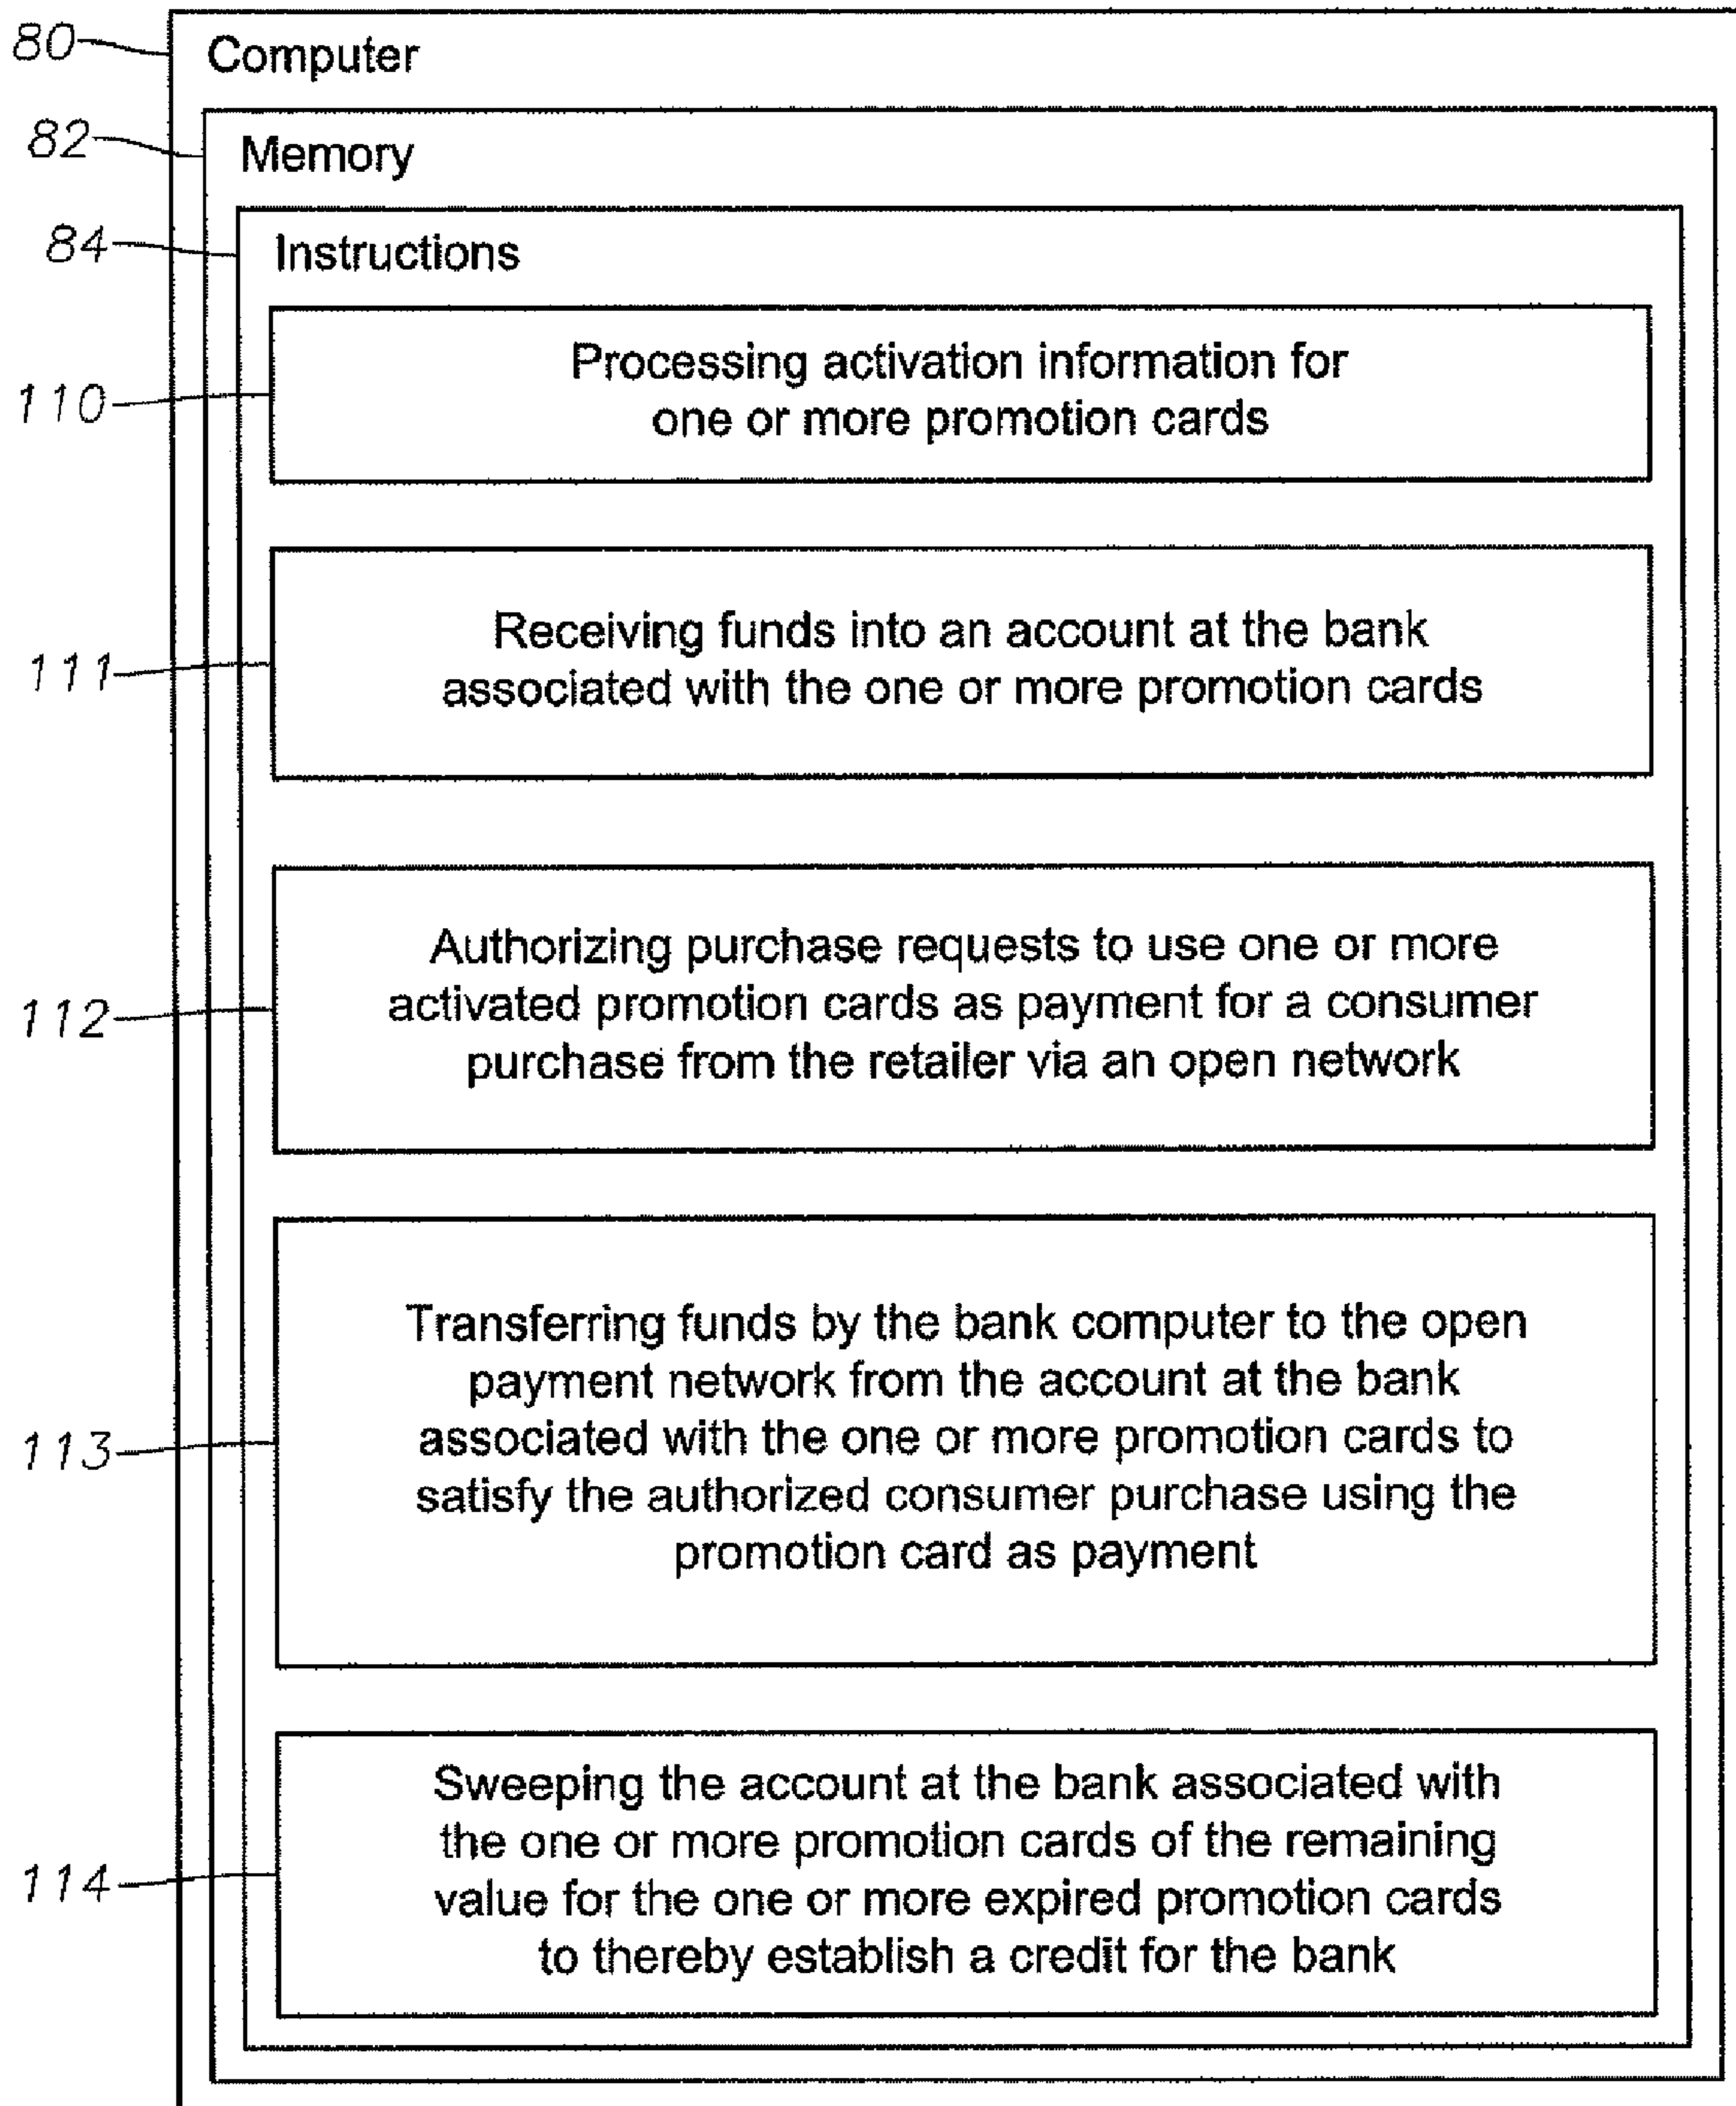 80
Computer
82
Memory
84
Instructions
110
Processing activation information for
one or more promotion cards
111
Receiving funds into an account at the bank
associated with the one or more promotion cards
112
Authorizing purchase requests to use one or more
activated promotion cards as payment for a consumer
purchase from the retailer via an open network
113
Transferring funds by the bank computer to the open
payment network from the account at the bank
associated with the one or more promotion cards to
satisfy the authorized consumer purchase using the
promotion card as payment
114
Sweeping the account at the bank associated with
the one or more promotion cards of the remaining
value for the one or more expired promotion cards
to thereby establish a credit for the bank